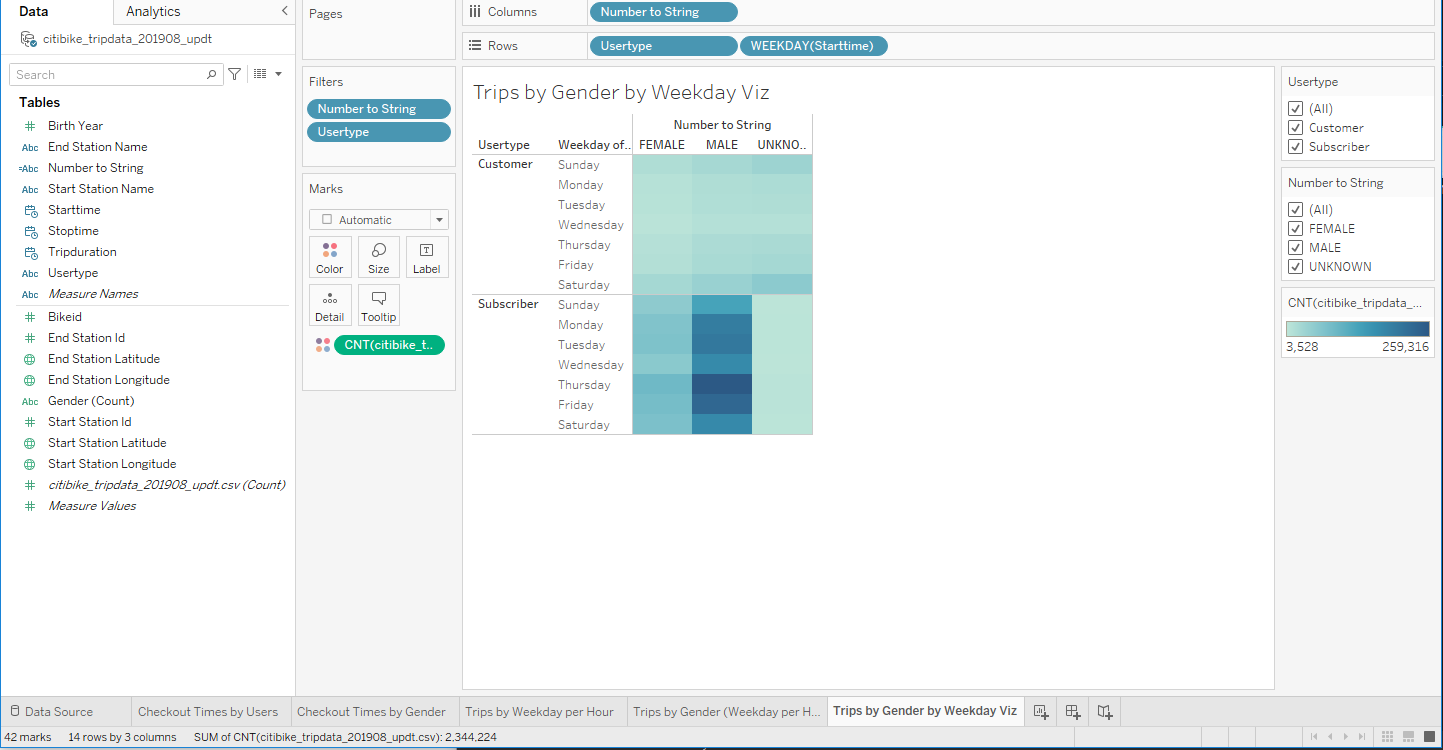 Data
Analytics
citibike_tripdata_201908_updt
Search
Tables
Birth Year
Abc End Station Name
=Abc Number to String
Abc Start Station Name
Starttime
Stoptime
Tripduration
Abc Usertype
Abc Measure Names
Bikeid
End Station Id
End Station Latitude
End Station Longitude
Abc Gender (Count)
Start Station Id
Start Station Latitude
Start Station Longitude
citibike_tripdata_201908_updt.csv (Count)
Measure Values
Pages
Filters
Number to String
Usertype
Marks
Automatic
Color Size Label
Detail Tooltip
CNT(citibike_t..
Columns Number to String
Rows Usertype WEEKDAY(Starttime)
Trips by Gender by Weekday Viz
Number to String
Usertype Weekday of.. FEMALE MALE UNKNO..
Customer Sunday
Monday
Tuesday
Wednesday
Thursday
Friday
Saturday
Subscriber Sunday
Monday
Tuesday
Wednesday
Thursday
Friday
Saturday
Usertype
(All)
Customer
Subscriber
Number to String
(All)
FEMALE
MALE
UNKNOWN
CNT(citibike_tripdata_...
3,528 259,316
Data Source Checkout Times by Users Checkout Times by Gender Trips by Weekday per Hour Trips by Gender (Weekday per H... Trips by Gender by Weekday Viz
42 marks 14 rows by 3 columns SUM of CNT(citibike_tripdata_201908_updt.csv): 2,344,224